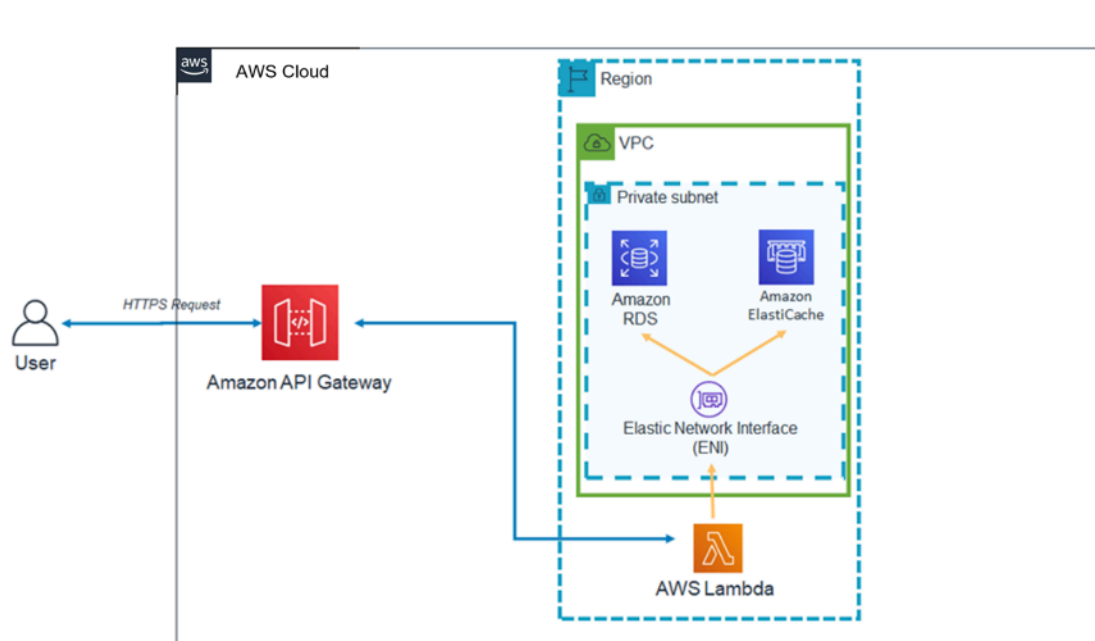 aws
AWS Cloud
Region
VPC
Private subnet
Amazon
RDS
Amazon
ElastiCache
HTTPS Request
</>
User
Amazon API Gateway
Elastic Network Interface
(ENI)
AWS Lambda